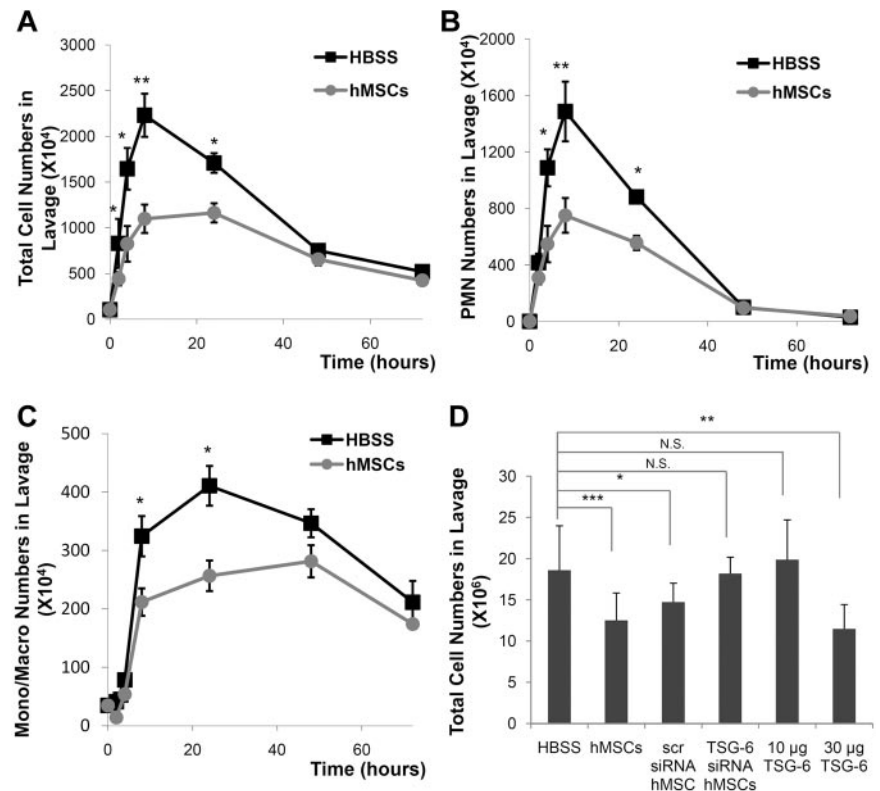 A
Total Cell Numbers in
Lavage (X10⁴)
3000
2500
2000
1500
1000
500
0
0 20 40 60
Time (hours)
HBSS
hMSCs
*
*
**
*
B
PMN Numbers in Lavage (X10⁴)
2000
1600
1200
800
400
0
0 20 40 60
Time (hours)
HBSS
hMSCs
*
**
*
C
Mono/Macro Numbers in Lavage
(X10⁴)
500
400
300
200
100
0
0 20 40 60
Time (hours)
HBSS
hMSCs
*
*
D
Total Cell Numbers in Lavage
(X10⁶)
30
25
20
15
10
5
0
**
N.S.
N.S.
*
***
HBSS hMSCs scr TSG-6 10 µg 30 µg
siRNA siRNA TSG-6 TSG-6
hMSC hMSCs